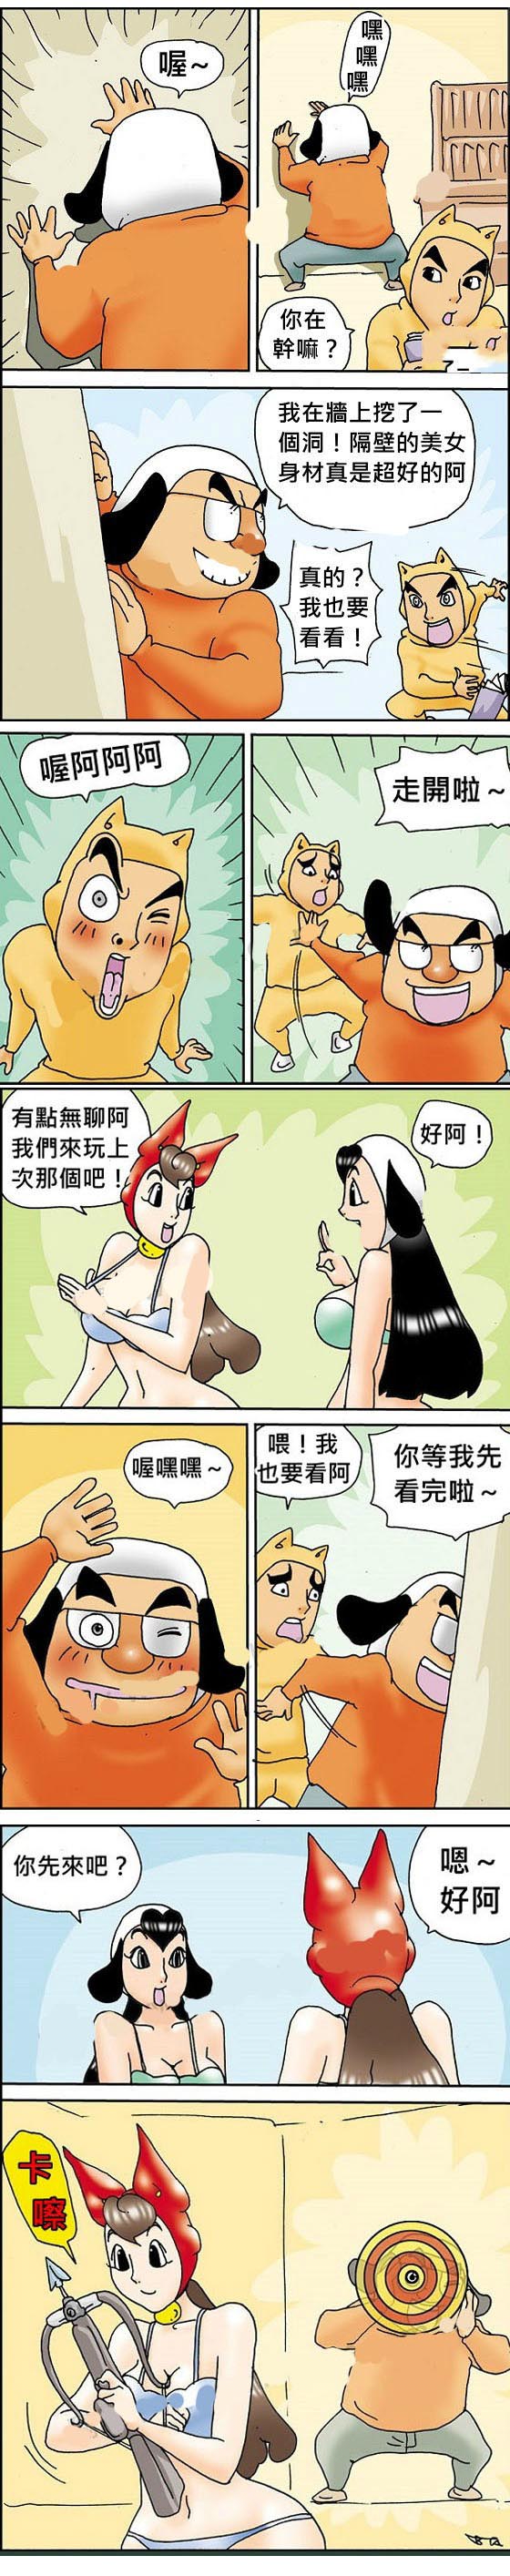 喔～
嘿
嘿
嘿
你在
幹嘛？
我在牆上挖了一
個洞！隔壁的美女
身材真是超好的阿
真的？
我也要
看看！
喔阿阿阿
走開啦～
有點無聊阿
我們來玩上
次那個吧！
好阿！
喔嘿嘿～
喂！我
也要看阿
你等我先
看完啦～
你先來吧？
嗯～
好阿
卡
嚓